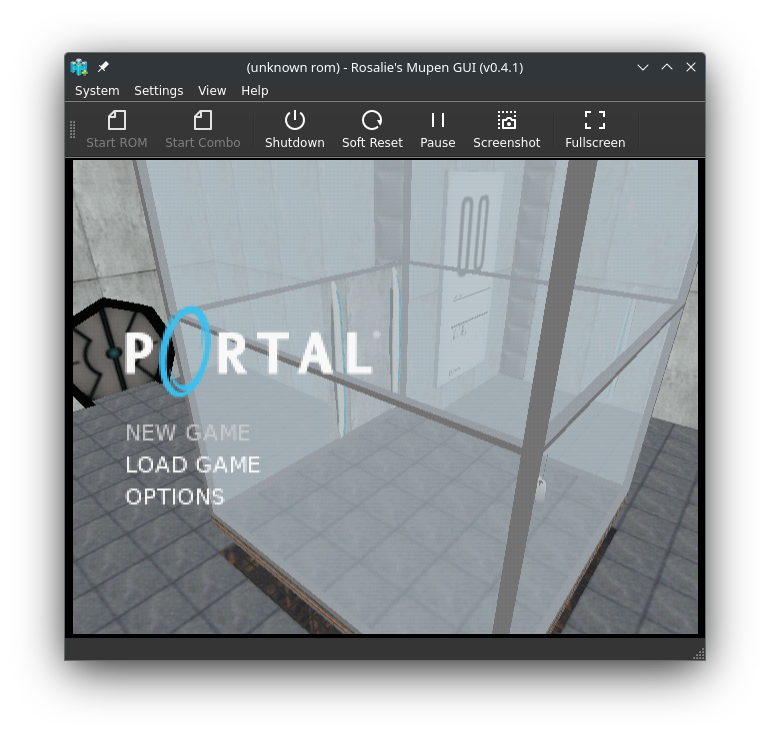 (unknown rom) - Rosalie's Mupen GUI (v0.4.1)
System Settings View Help
Start ROM Start Combo Shutdown Soft Reset Pause Screenshot Fullscreen
00
PORTAL
NEW GAME
LOAD GAME
OPTIONS